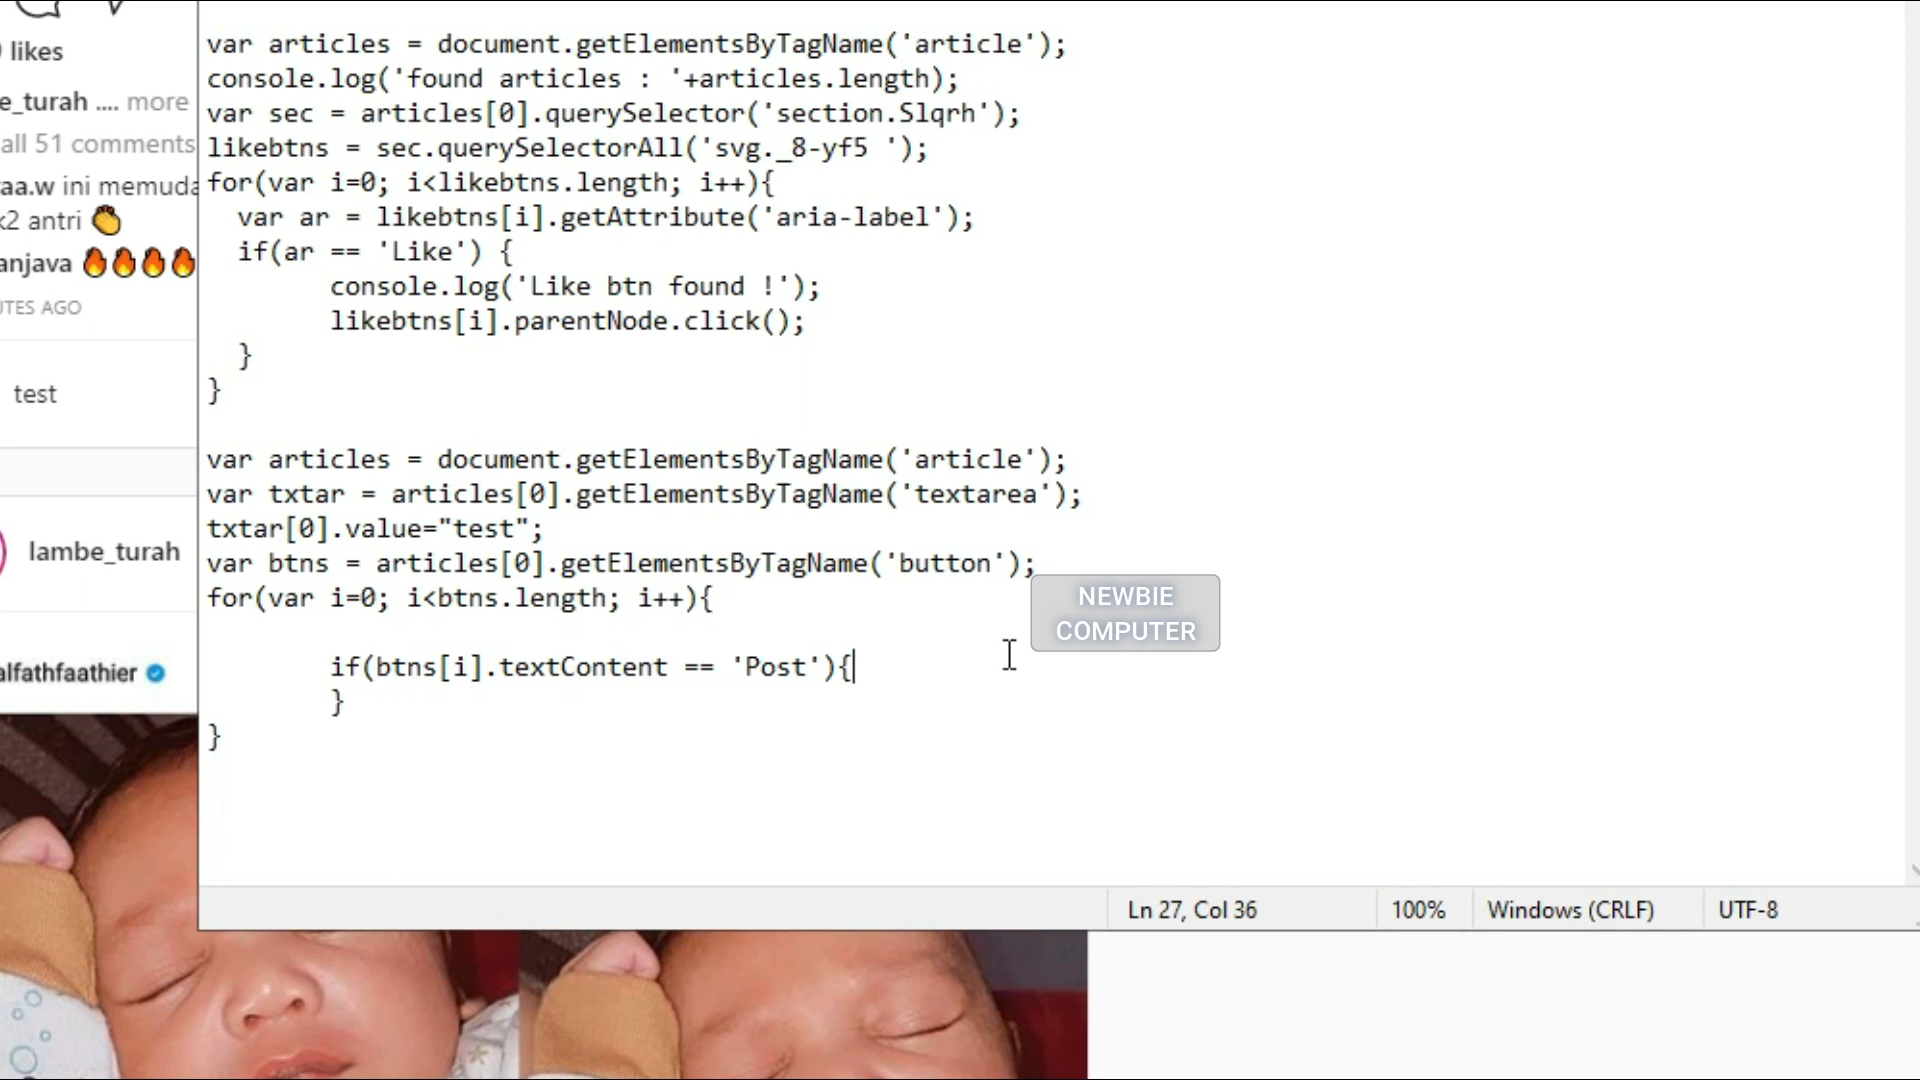 likes
e_turah .... more
all 51 comments
aa.w ini memuda
k2 antri 👏
anjava 🔥🔥🔥🔥
UTES AGO
test
lambe_turah
alfathfaathier
var articles = document.getElementsByTagName('article');
console.log('found articles : '+articles.length);
var sec = articles[0].querySelector('section.Slqrh');
likebtns = sec.querySelectorAll('svg._8-yf5 ');
for(var i=0; i<likebtns.length; i++){
  var ar = likebtns[i].getAttribute('aria-label');
  if(ar == 'Like') {
        console.log('Like btn found !');
        likebtns[i].parentNode.click();
  }
}
var articles = document.getElementsByTagName('article');
var txtar = articles[0].getElementsByTagName('textarea');
txtar[0].value="test";
var btns = articles[0].getElementsByTagName('button');
for(var i=0; i<btns.length; i++){
        if(btns[i].textContent == 'Post'){
        }
}
NEWBIE
COMPUTER
Ln 27, Col 36 100% Windows (CRLF) UTF-8